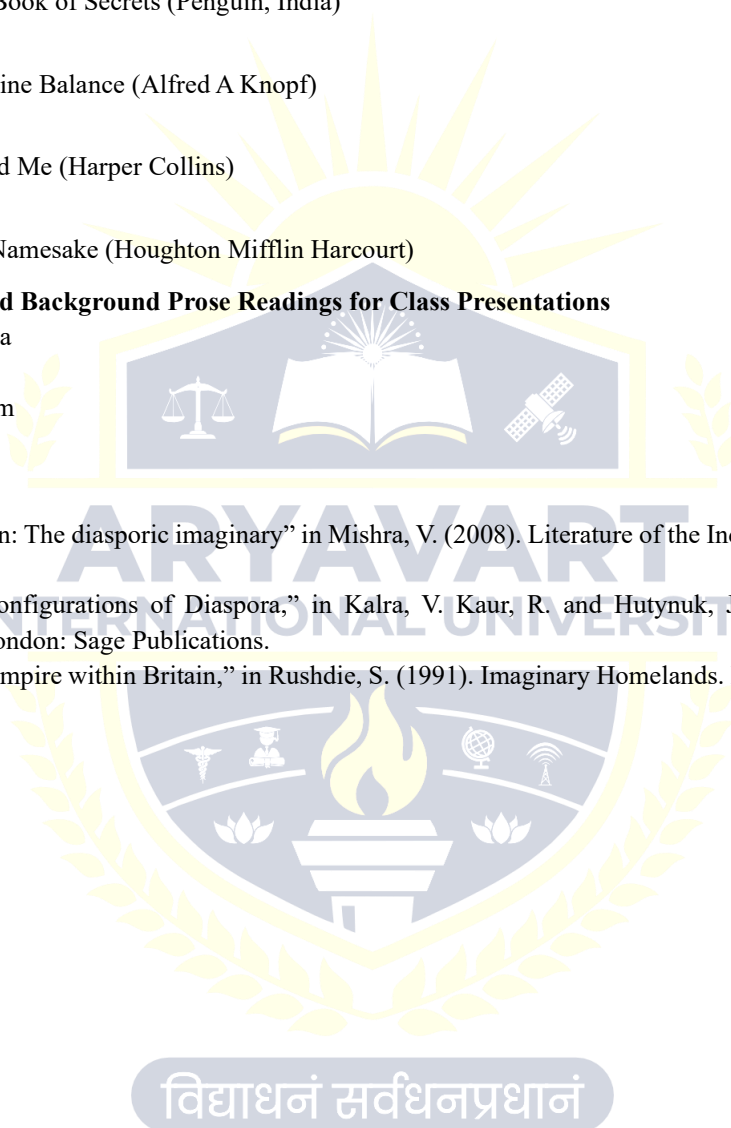 Book of Secrets (Penguin, India)
ine Balance (Alfred A Knopf)
d Me (Harper Collins)
Namesake (Houghton Mifflin Harcourt)
d Background Prose Readings for Class Presentations
a
m
n: The diasporic imaginary” in Mishra, V. (2008). Literature of the In
onfigurations of Diaspora,” in Kalra, V. Kaur, R. and Hutynuk, J
ondon: Sage Publications.
mpire within Britain,” in Rushdie, S. (1991). Imaginary Homelands.
ARYAVART
INTERNATIONAL UNIVERSIT
विद्याधनं सर्वधनप्रधानं